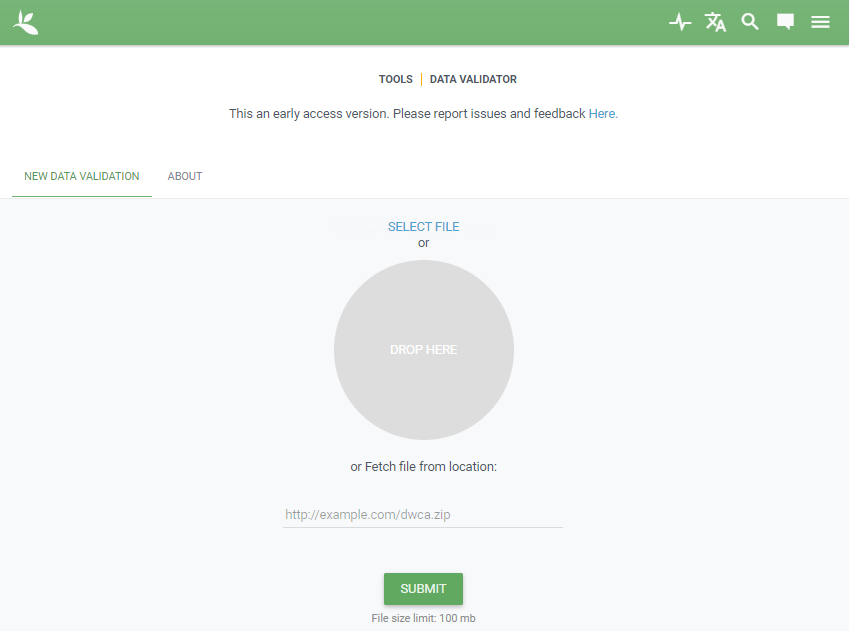 TOOLS | DATA VALIDATOR
This an early access version. Please report issues and feedback Here.
NEW DATA VALIDATION ABOUT
SELECT FILE
or
DROP HERE
or Fetch file from location:
http://example.com/dwca.zip
SUBMIT
File size limit: 100 mb